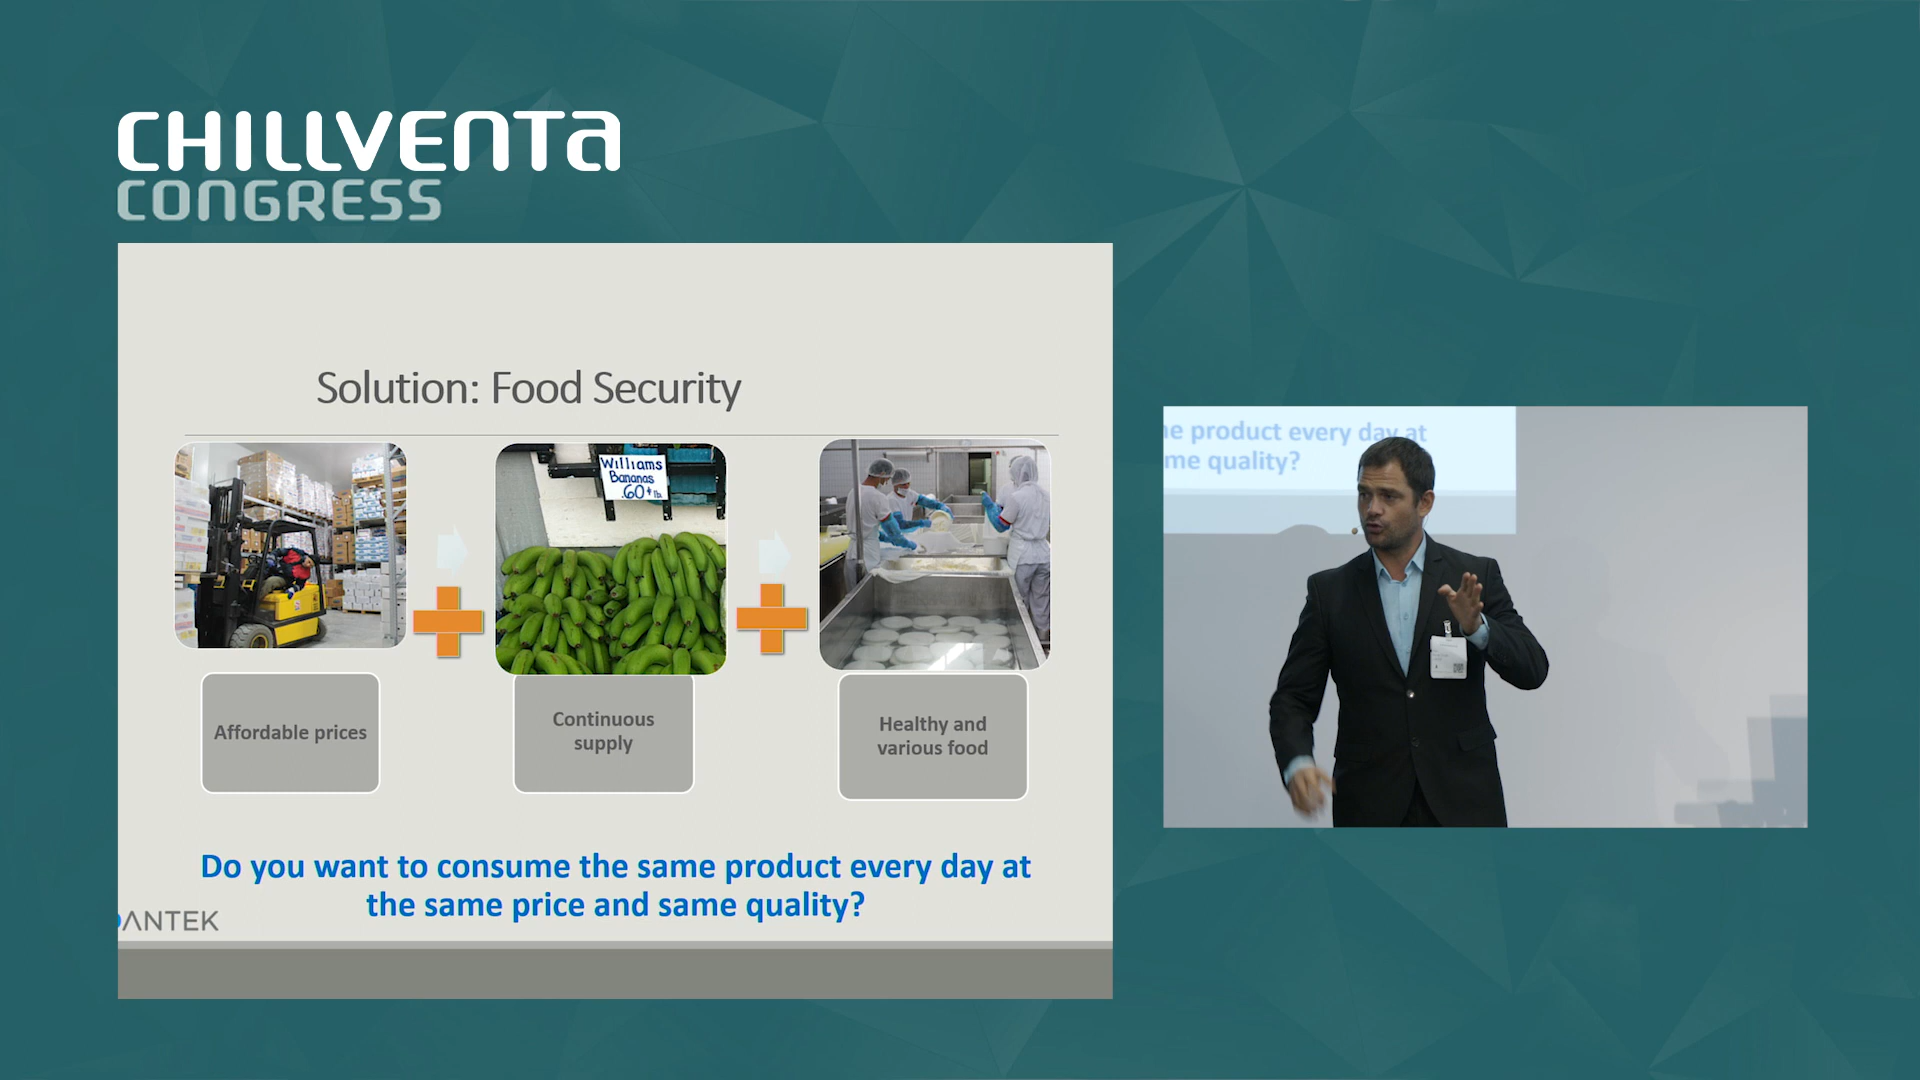 CHILLVENTA
CONGRESS
Solution: Food Security
Williams
Bananas
.60¢ lb
Affordable prices
Continuous
supply
Healthy and
various food
Do you want to consume the same product every day at
the same price and same quality?
DANTEK
e product every day at
me quality?